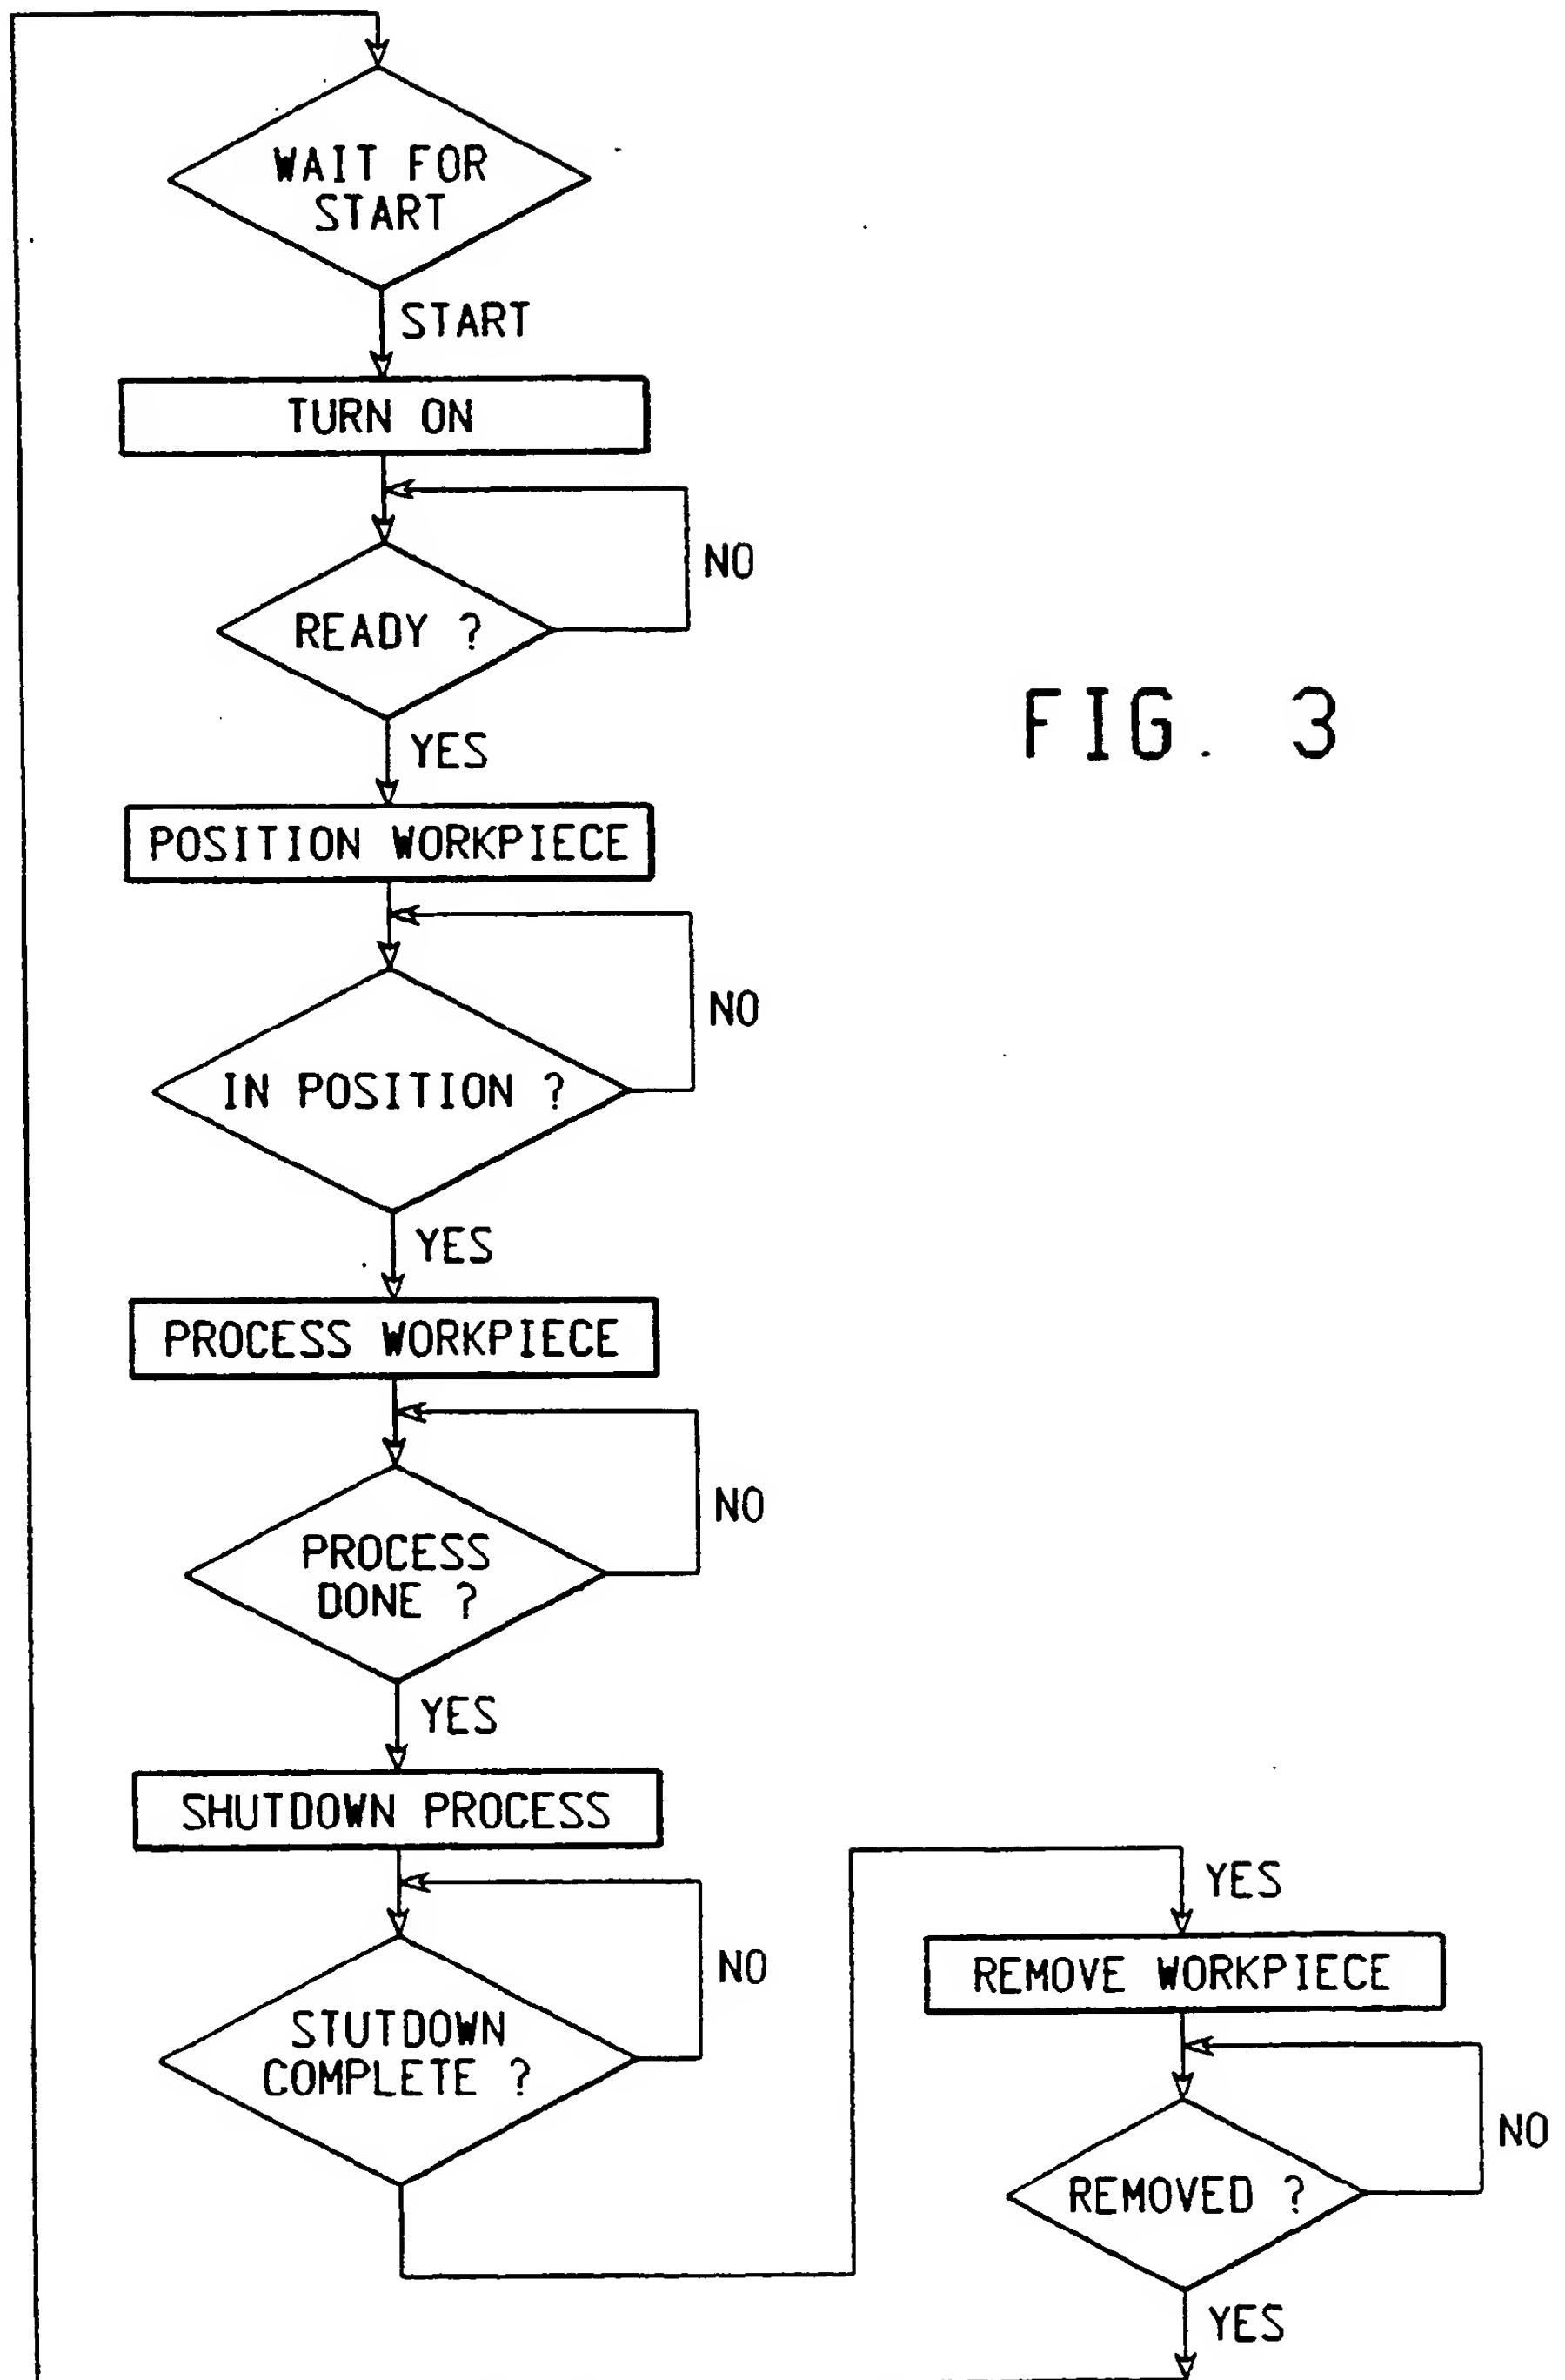 WAIT FOR
START
START
TURN ON
NO
READY ?
YES
FIG. 3
POSITION WORKPIECE
NO
IN POSITION ?
YES
PROCESS WORKPIECE
NO
PROCESS
DONE ?
YES
SHUTDOWN PROCESS
NO
STUTDOWN
COMPLETE ?
YES
REMOVE WORKPIECE
NO
REMOVED ?
YES